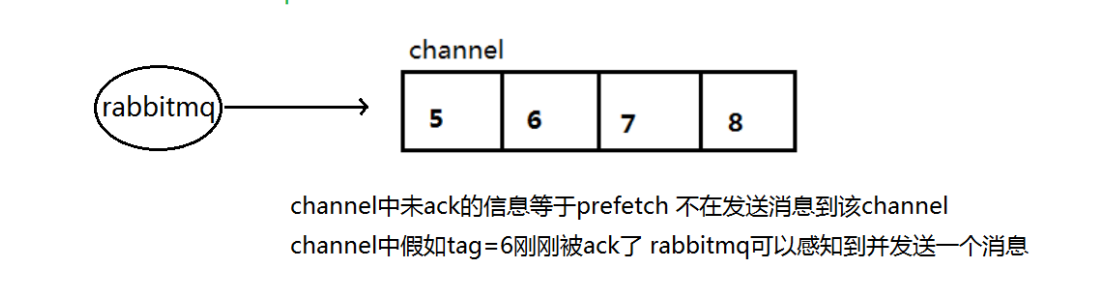 channel
rabbitmq
5 6 7 8
channel中未ack的信息等于prefetch 不在发送消息到该channel
channel中假如tag=6刚刚被ack了 rabbitmq可以感知到并发送一个消息